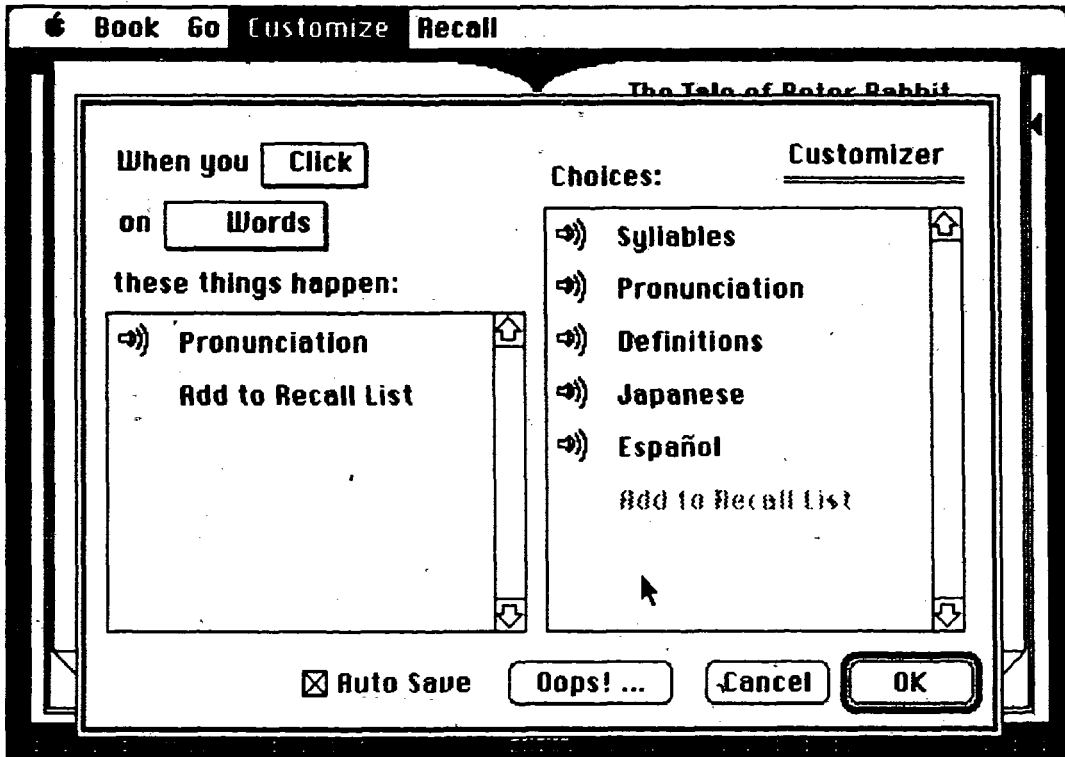 Book Go Customize Recall
The Tale of Peter Rabbit
When you Click
on Words
these things happen:
Pronunciation
Add to Recall List
Customizer
Choices:
Syllables
Pronunciation
Definitions
Japanese
Español
Add to Recall List
Auto Save Oops! ... Cancel OK